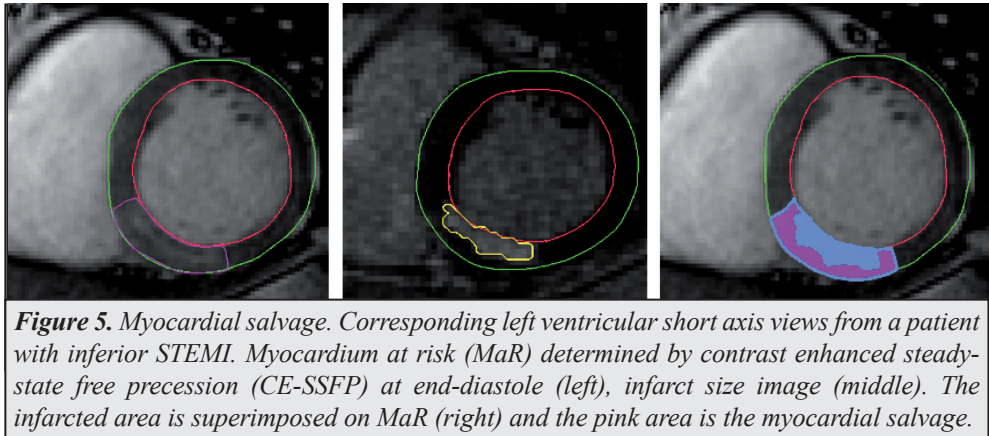 Figure 5. Myocardial salvage. Corresponding left ventricular short axis views from a patient
with inferior STEMI. Myocardium at risk (MaR) determined by contrast enhanced steady-
state free precession (CE-SSFP) at end-diastole (left), infarct size image (middle). The
infarcted area is superimposed on MaR (right) and the pink area is the myocardial salvage.